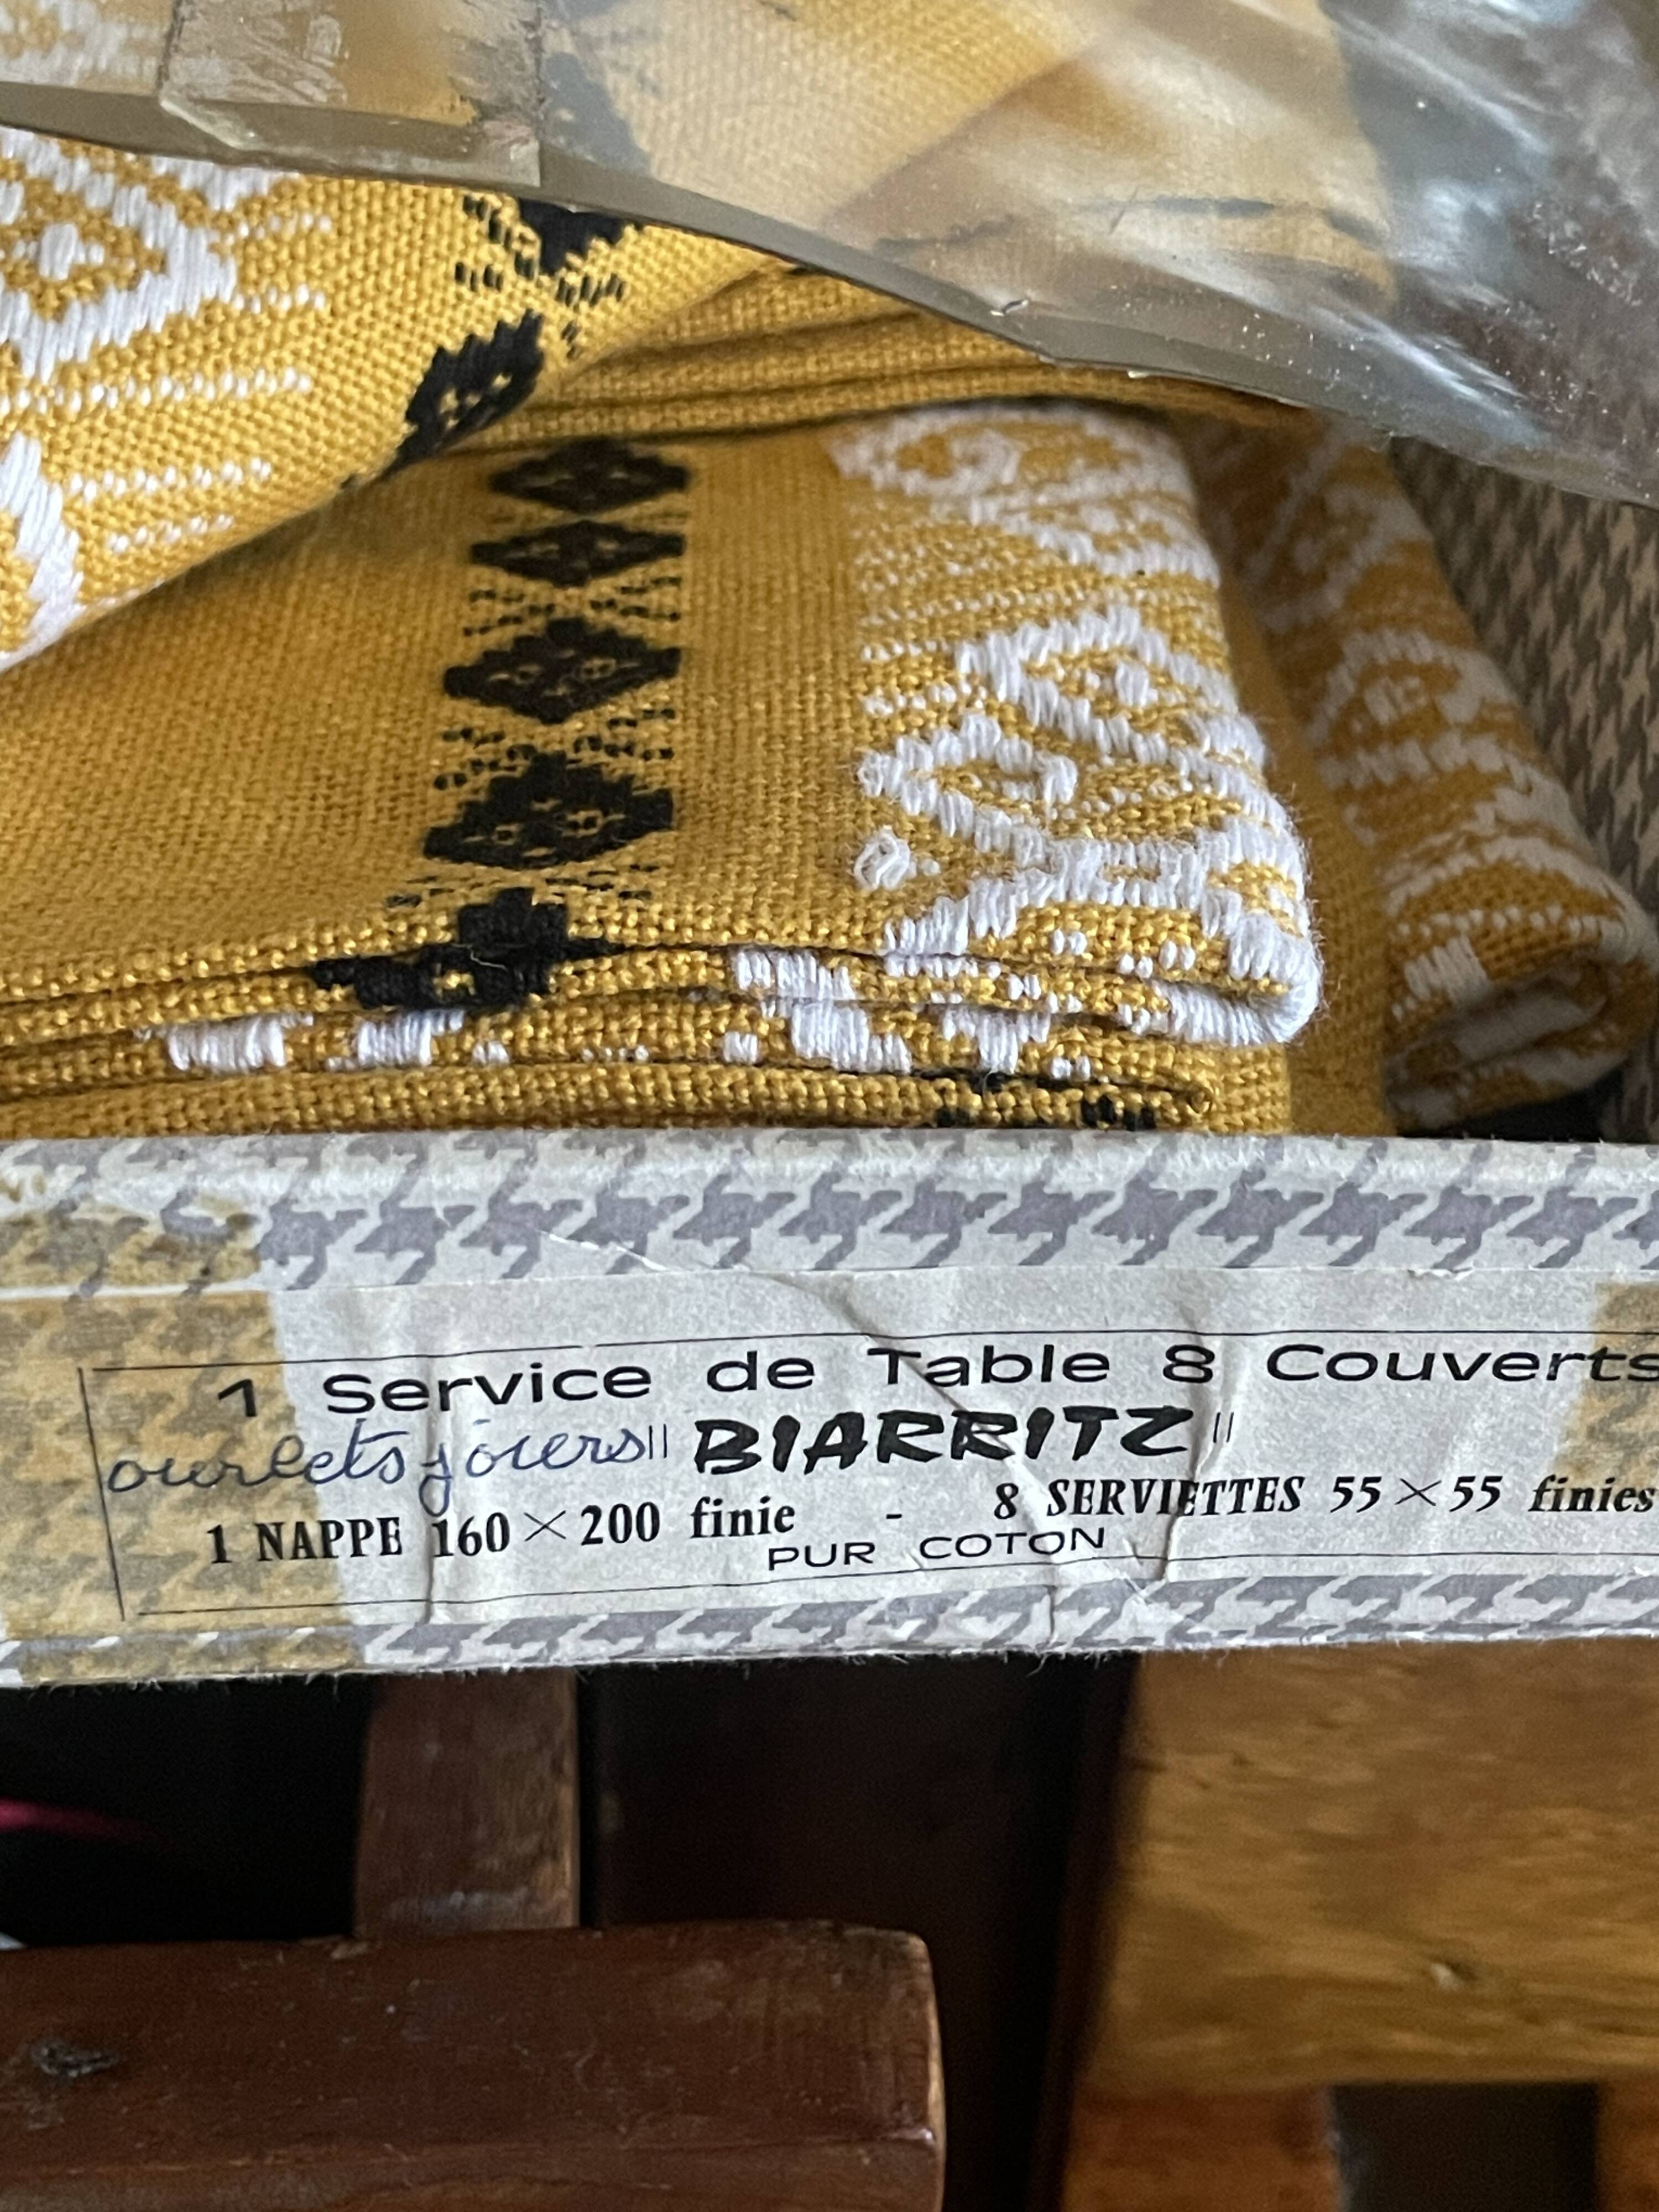 1 Service de Table 8 Couverts
ourlets jours "BIARRITZ"
1 NAPPE 160 × 200 finie - 8 SERVIETTES 55 × 55 finies
PUR COTON